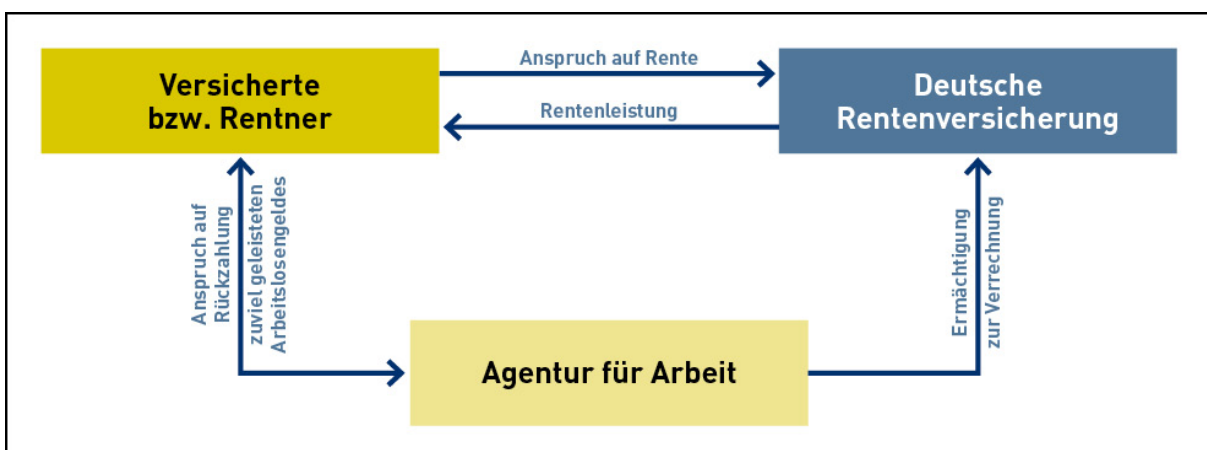 Versicherte
bzw. Rentner
Anspruch auf Rente
Rentenleistung
Deutsche
Rentenversicherung
Anspruch auf
Rückzahlung
zuviel geleisteten
Arbeitslosengeldes
Ermächtigung
zur Verrechnung
Agentur für Arbeit